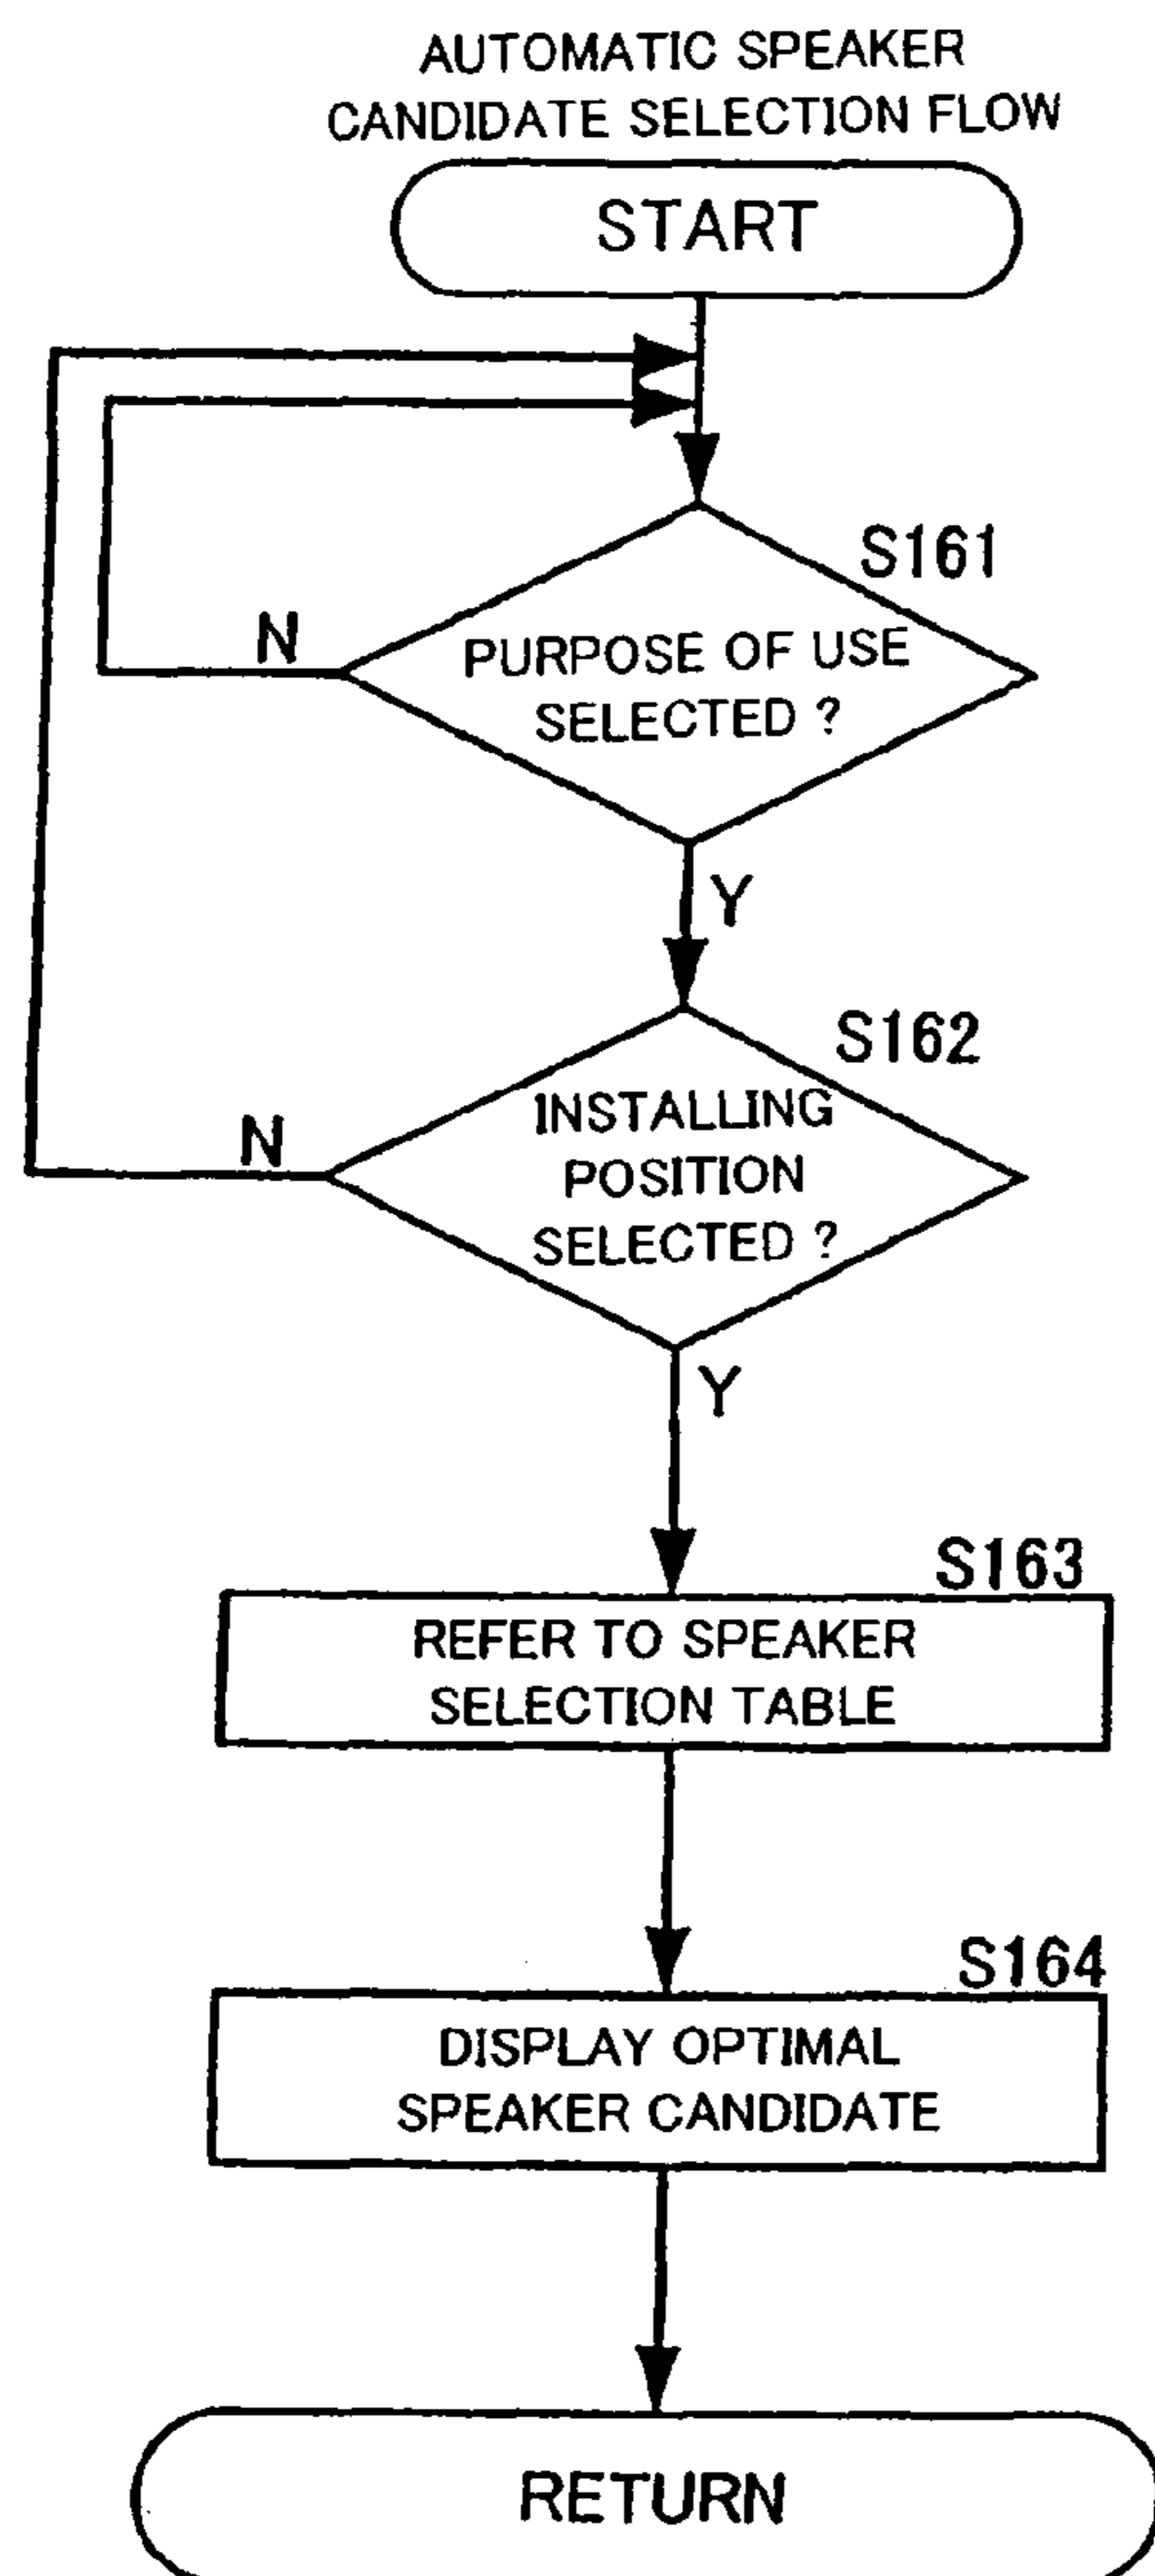 AUTOMATIC SPEAKER
CANDIDATE SELECTION FLOW
START
S161
N
PURPOSE OF USE
SELECTED ?
Y
S162
N
INSTALLING
POSITION
SELECTED ?
Y
S163
REFER TO SPEAKER
SELECTION TABLE
S164
DISPLAY OPTIMAL
SPEAKER CANDIDATE
RETURN